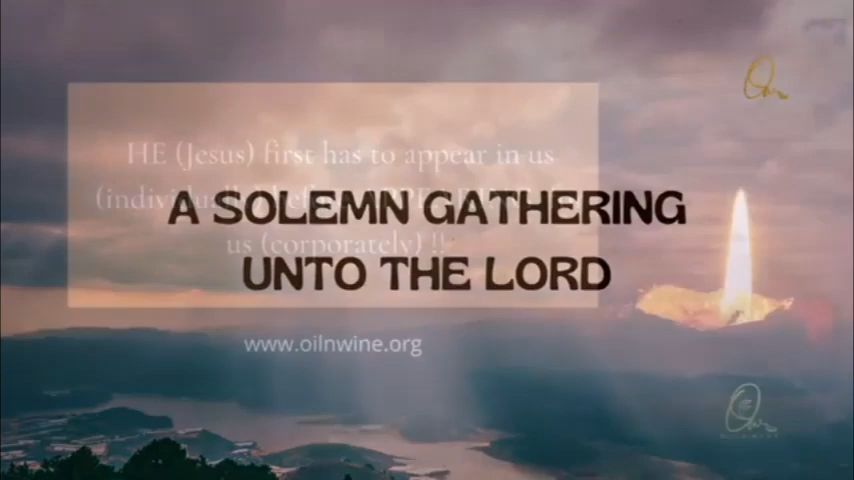 HE (Jesus) first has to appear in us
A SOLEMN GATHERING
us (corporately) !!
UNTO THE LORD
www.oilnwine.org